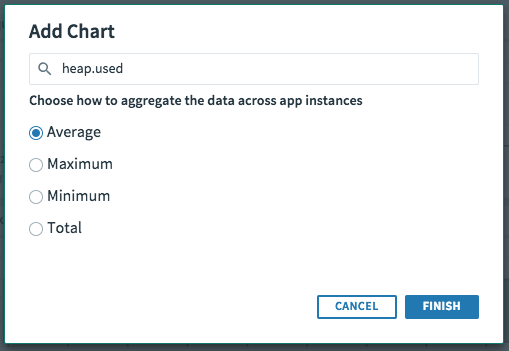 Add Chart
heap.used
Choose how to aggregate the data across app instances
Average
Maximum
Minimum
Total
CANCEL FINISH